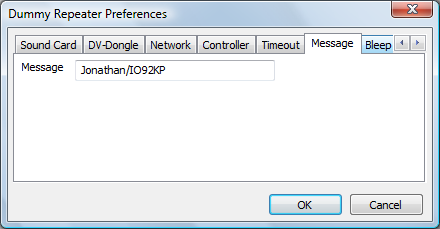 Dummy Repeater Preferences
Sound Card DV-Dongle Network Controller Timeout Message Bleep
Message Jonathan/IO92KP
OK Cancel